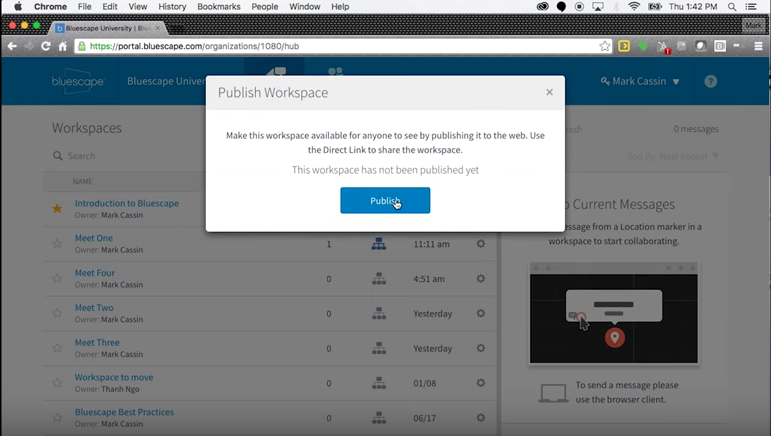 Chrome File Edit View History Bookmarks People Window Help
Thu 1:42 PM
Bluescape University | Blu
Mark
https://portal.bluescape.com/organizations/1080/hub
bluescape
Bluescape Univer
Mark Cassin
?
Publish Workspace
Make this workspace available for anyone to see by publishing it to the web. Use
the Direct Link to share the workspace.
This workspace has not been published yet
Publish
Workspaces
0 messages
Search
Sort By: Most Recent
NAME
Introduction to Bluescape
Owner: Mark Cassin
Meet One
Owner: Mark Cassin
1
11:11 am
Meet Four
Owner: Mark Cassin
0
4:51 am
Meet Two
Owner: Mark Cassin
0
Yesterday
Meet Three
Owner: Mark Cassin
0
Yesterday
Workspace to move
Owner: Thanh Ngo
0
01/08
Bluescape Best Practices
Owner: Mark Cassin
0
06/17
o Current Messages
message from a Location marker in a
workspace to start collaborating.
To send a message please
use the browser client.